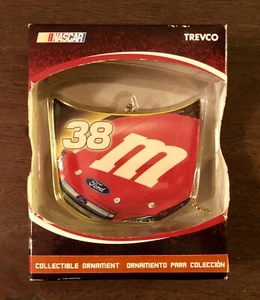 NASCAR
TREVCO
38
m
Ford
COLLECTIBLE ORNAMENT ORNAMENTO PARA COLECCIÓN